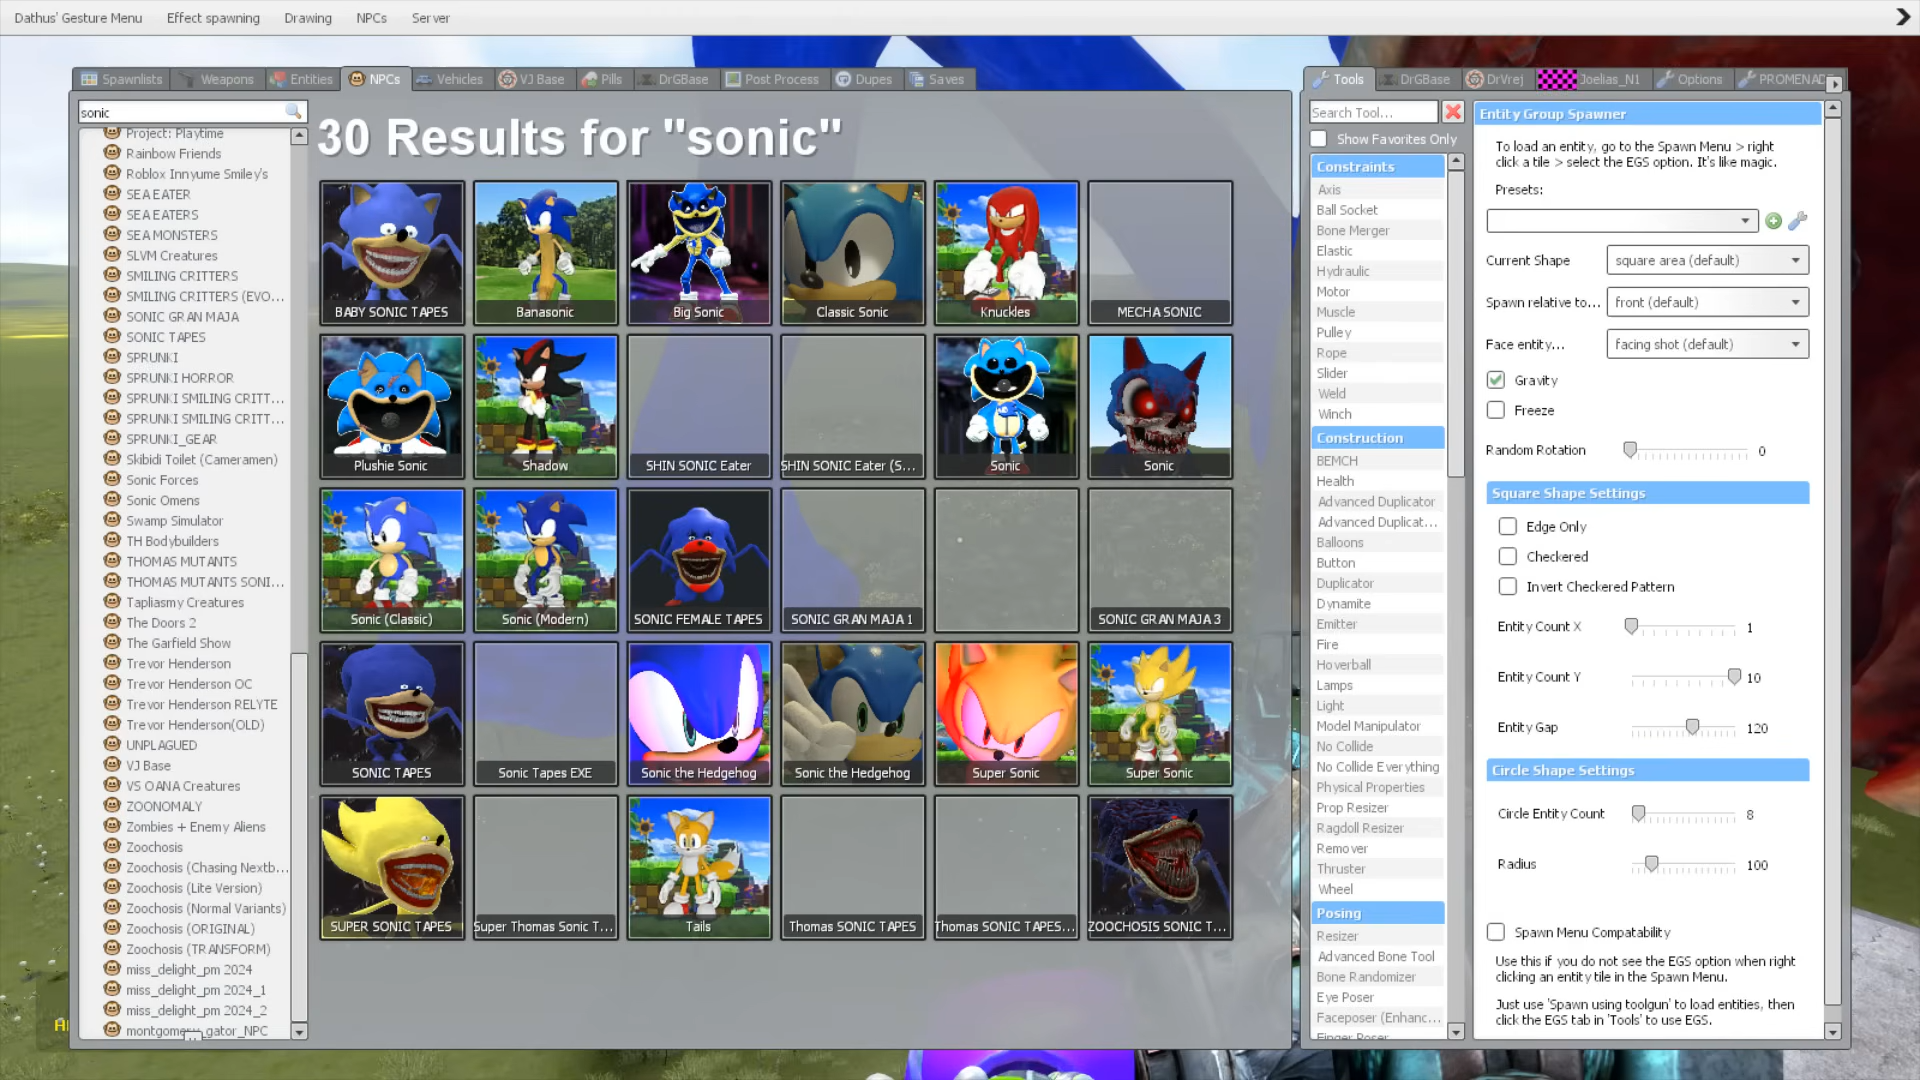 Dathus' Gesture Menu Effect spawning Drawing NPCs Server
Spawnlists Weapons Entities NPCs Vehicles VJ Base Pills DrGBase Post Process Dupes Saves
sonic
Project: Playtime
Rainbow Friends
Roblox Innyume Smiley's
SEA EATER
SEA EATERS
SEA MONSTERS
SLVM Creatures
SMILING CRITTERS
SMILING CRITTERS (EVO...
SONIC GRAN MAJA
SONIC TAPES
SPRUNKI
SPRUNKI HORROR
SPRUNKI SMILING CRITT...
SPRUNKI SMILING CRITT...
SPRUNKI_GEAR
Skibidi Toilet (Cameramen)
Sonic Forces
Sonic Omens
Swamp Simulator
TH Bodybuilders
THOMAS MUTANTS
THOMAS MUTANTS SONI...
Tapliasmy Creatures
The Doors 2
The Garfield Show
Trevor Henderson
Trevor Henderson OC
Trevor Henderson RELYTE
Trevor Henderson(OLD)
UNPLAGUED
VJ Base
VS OANA Creatures
ZOONOMALY
Zombies + Enemy Aliens
Zoochosis
Zoochosis (Chasing Nextb...
Zoochosis (Lite Version)
Zoochosis (Normal Variants)
Zoochosis (ORIGINAL)
Zoochosis (TRANSFORM)
miss_delight_pm 2024
miss_delight_pm 2024_1
miss_delight_pm 2024_2
montgomery_gator_NPC
30 Results for "sonic"
BABY SONIC TAPES Banasonic Big Sonic Classic Sonic Knuckles MECHA SONIC
Plushie Sonic Shadow SHIN SONIC Eater SHIN SONIC Eater (S... Sonic Sonic
Sonic (Classic) Sonic (Modern) SONIC FEMALE TAPES SONIC GRAN MAJA 1 SONIC GRAN MAJA 3
SONIC TAPES Sonic Tapes EXE Sonic the Hedgehog Sonic the Hedgehog Super Sonic Super Sonic
SUPER SONIC TAPES Super Thomas Sonic T... Tails Thomas SONIC TAPES Thomas SONIC TAPES... ZOOCHOSIS SONIC T...
Tools DrGBase DrVrej Joelias_N1 Options PROMENAD
Search Tool...
Show Favorites Only
Constraints
Axis
Ball Socket
Bone Merger
Elastic
Hydraulic
Motor
Muscle
Pulley
Rope
Slider
Weld
Winch
Construction
BEMCH
Health
Advanced Duplicator
Advanced Duplicat...
Balloons
Button
Duplicator
Dynamite
Emitter
Fire
Hoverball
Lamps
Light
Model Manipulator
No Collide
No Collide Everything
Physical Properties
Prop Resizer
Ragdoll Resizer
Remover
Thruster
Wheel
Posing
Resizer
Advanced Bone Tool
Bone Randomizer
Eye Poser
Faceposer (Enhanc...
Finger Poser
Entity Group Spawner
To load an entity, go to the Spawn Menu > right
click a tile > select the EGS option. It's like magic.
Presets:
Current Shape square area (default)
Spawn relative to... front (default)
Face entity... facing shot (default)
Gravity
Freeze
Random Rotation 0
Square Shape Settings
Edge Only
Checkered
Invert Checkered Pattern
Entity Count X 1
Entity Count Y 10
Entity Gap 120
Circle Shape Settings
Circle Entity Count 8
Radius 100
Spawn Menu Compatability
Use this if you do not see the EGS option when right
clicking an entity tile in the Spawn Menu.
Just use 'Spawn using toolgun' to load entities, then
click the EGS tab in 'Tools' to use EGS.